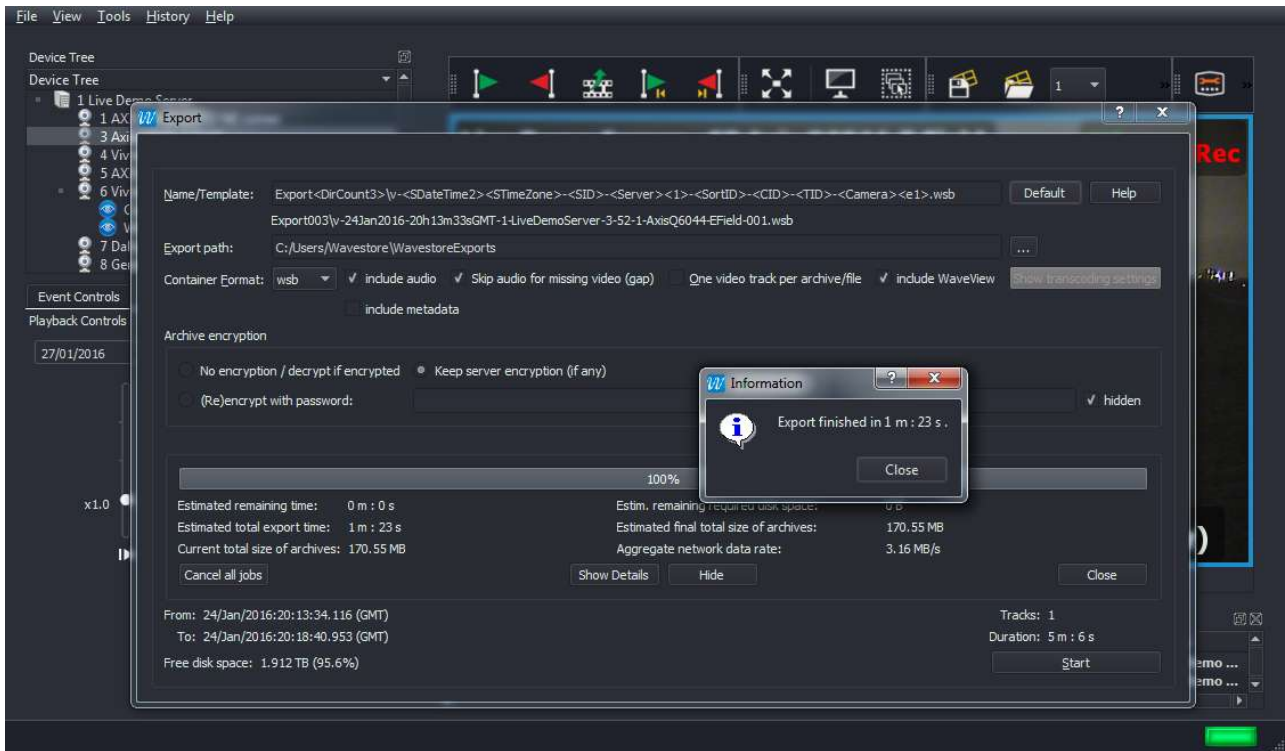 File View Tools History Help
Device Tree
Device Tree
1 Live Demo Server
1 AX
3 Axi
4 Viv
5 AX
6 Viv
7 Dal
8 Ger
1
Rec
Event Controls
Playback Controls
27/01/2016
x1.0
Export
Name/Template: Export<DirCount3>\v-<SDateTime2><STimeZone>-<SID>-<Server><1>-<SortID>-<CID>-<TID>-<Camera><e1>.wsb Default Help
Export003\v-24Jan2016-20h13m33sGMT-1-LiveDemoServer-3-52-1-AxisQ6044-EField-001.wsb
Export path: C:/Users/Wavestore\WavestoreExports ...
Container Format: wsb include audio Skip audio for missing video (gap) One video track per archive/file include WaveView Show transcoding settings
include metadata
Archive encryption
No encryption / decrypt if encrypted Keep server encryption (if any)
(Re)encrypt with password: hidden
Information
Export finished in 1 m : 23 s .
Close
100%
Estimated remaining time: 0 m : 0 s Estim. remaining required disk space: 0 B
Estimated total export time: 1 m : 23 s Estimated final total size of archives: 170.55 MB
Current total size of archives: 170.55 MB Aggregate network data rate: 3.16 MB/s
Cancel all jobs Show Details Hide Close
From: 24/Jan/2016:20:13:34.116 (GMT) Tracks: 1
To: 24/Jan/2016:20:18:40.953 (GMT) Duration: 5 m : 6 s
Free disk space: 1.912 TB (95.6%) Start
emo ...
emo ...